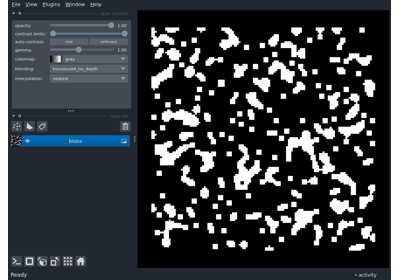 File View Plugins Window Help
opacity: 1.00
contrast limits:
auto-contrast: once continuous
gamma: 1.00
colormap: gray
blending: translucent_no_depth
interpolation: nearest
blobs
Ready
activity